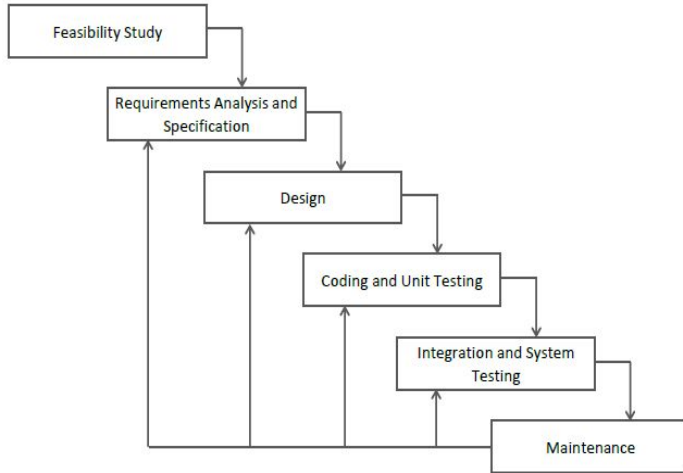 Feasibility Study
Requirements Analysis and
Specification
Design
Coding and Unit Testing
Integration and System
Testing
Maintenance